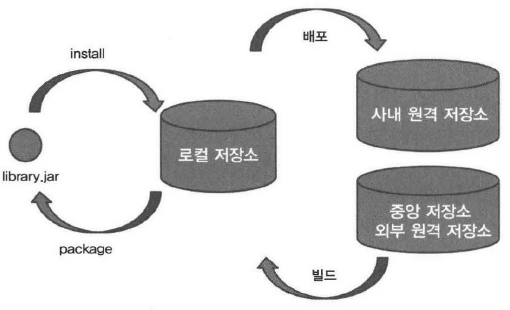 install
배포
사내 원격 저장소
로컬 저장소
library.jar
중앙 저장소
외부 원격 저장소
package
빌드